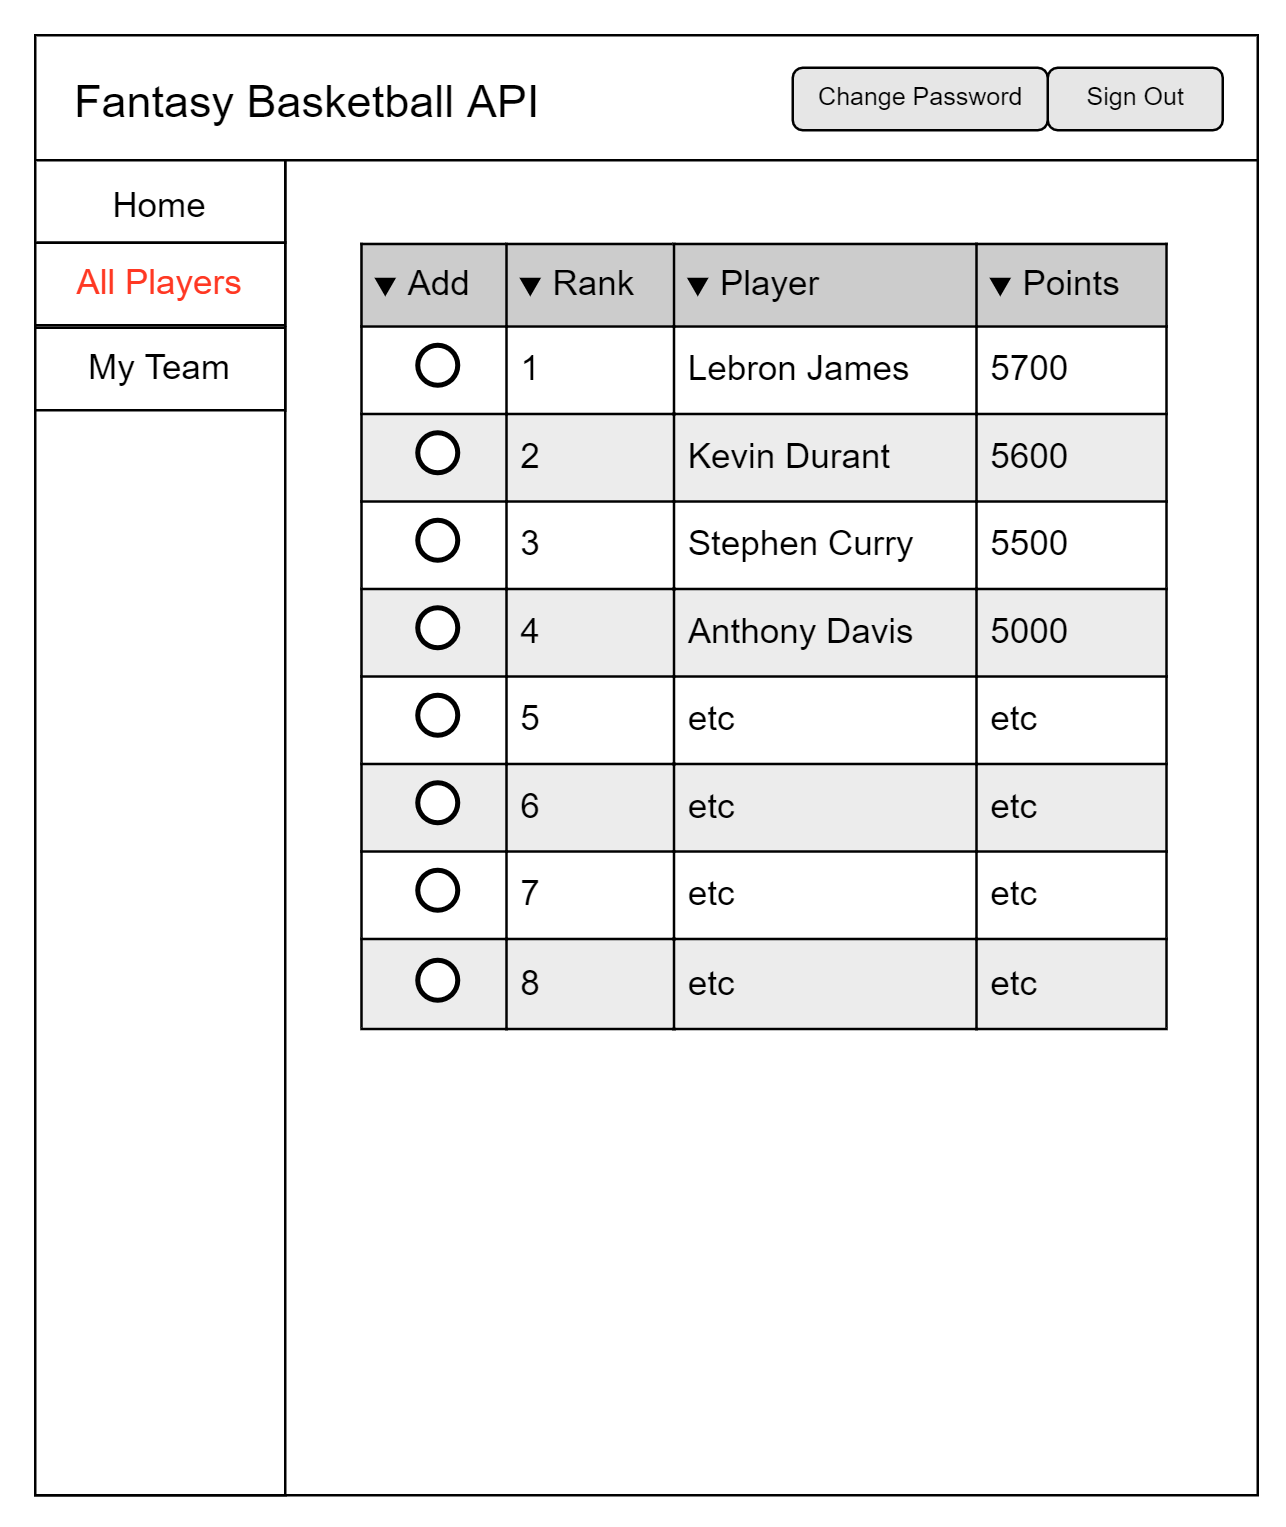 Fantasy Basketball API
Change Password Sign Out
Home
All Players
My Team
▼ Add ▼ Rank ▼ Player ▼ Points
1 Lebron James 5700
2 Kevin Durant 5600
3 Stephen Curry 5500
4 Anthony Davis 5000
5 etc etc
6 etc etc
7 etc etc
8 etc etc